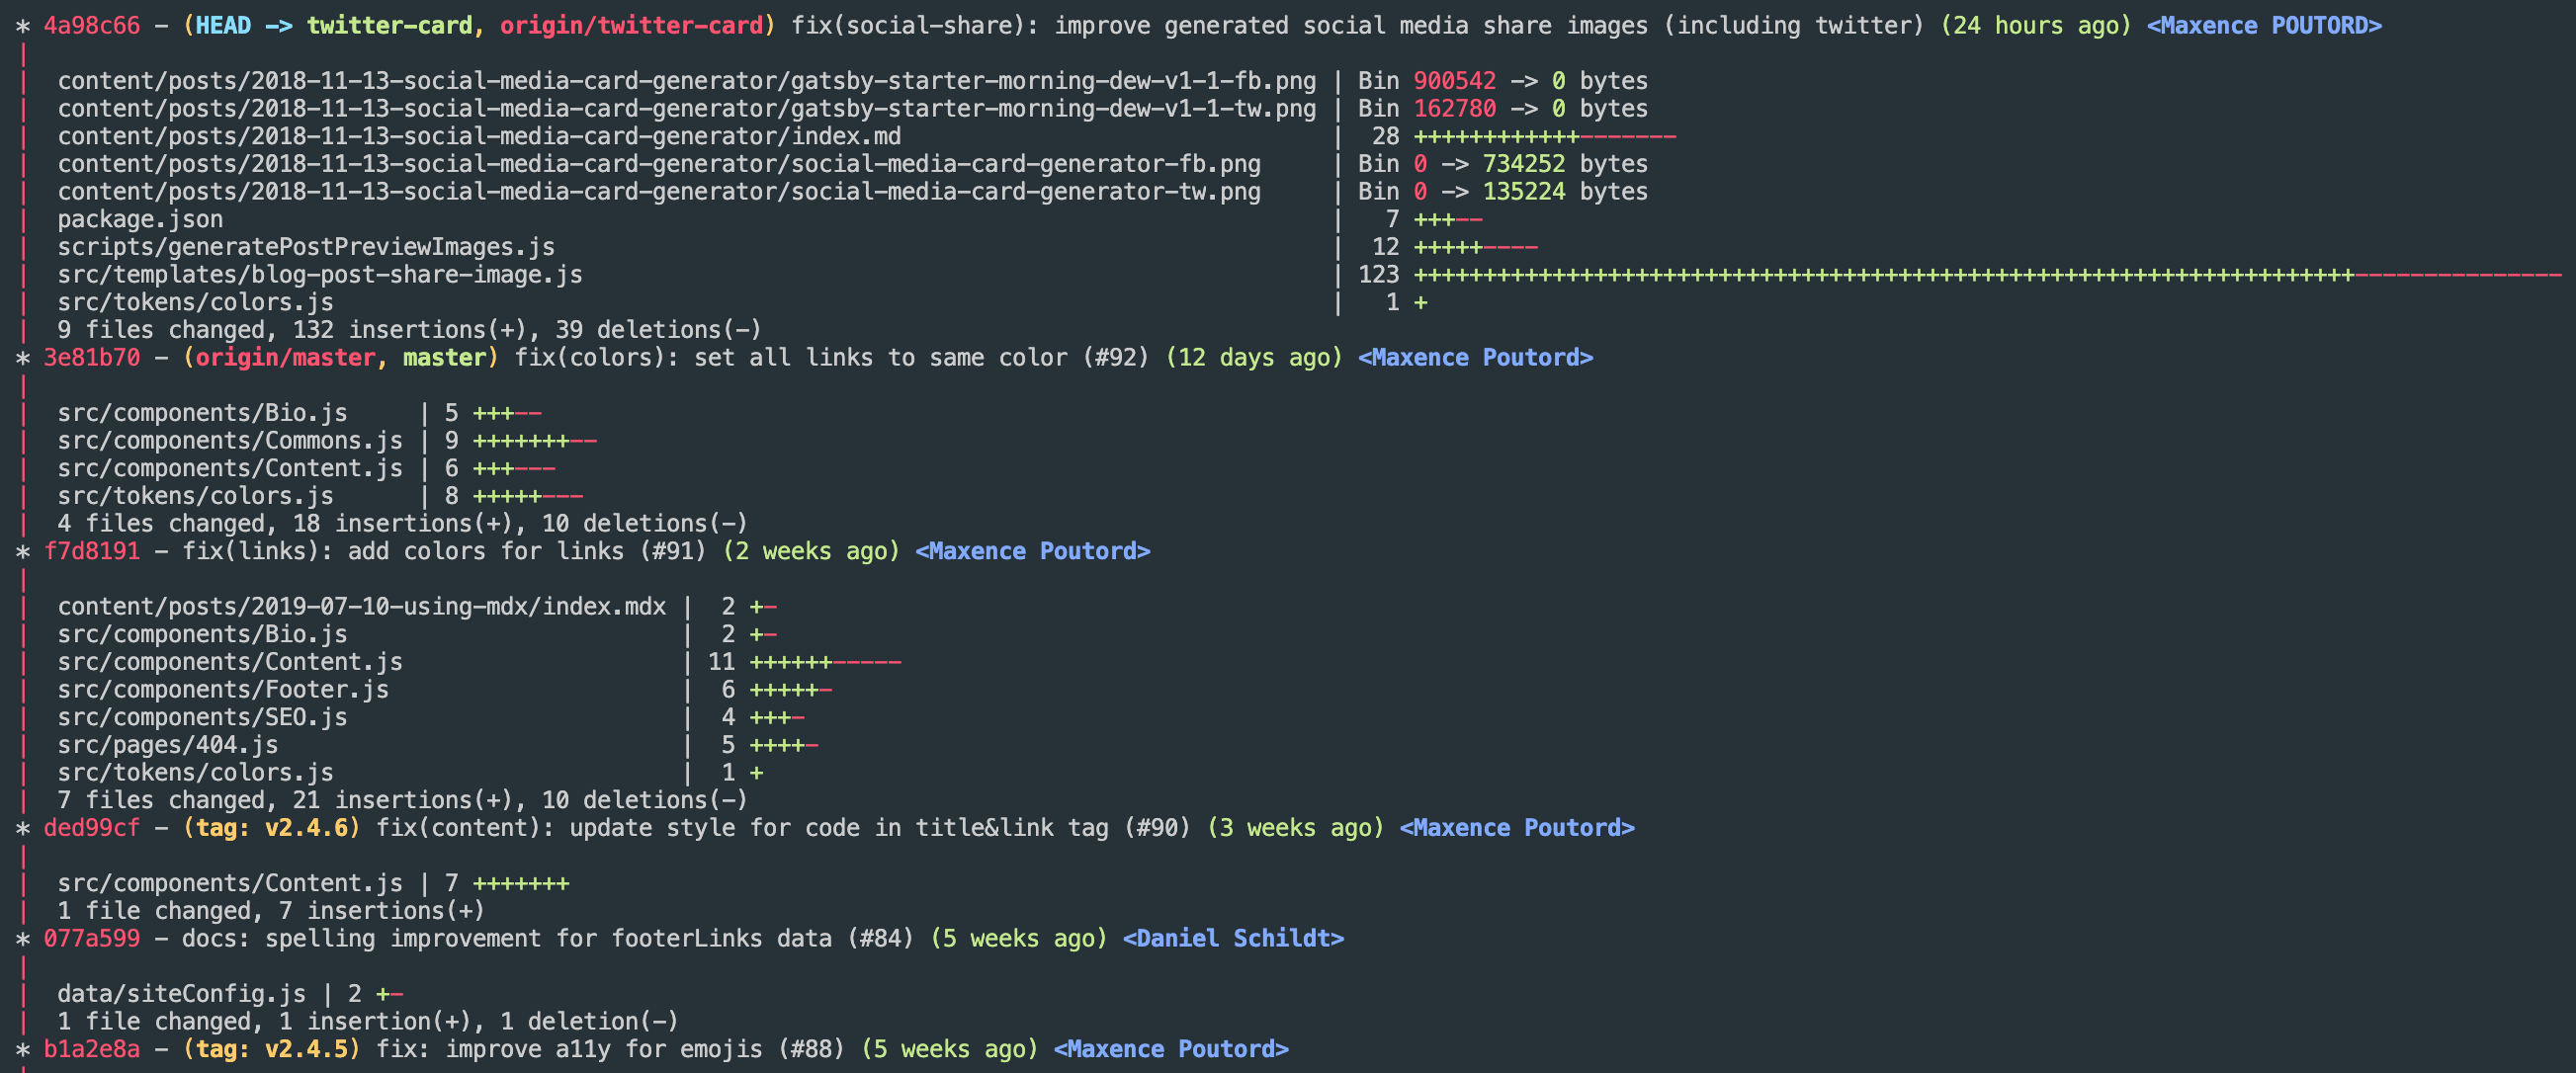 * 4a98c66 - (HEAD -> twitter-card, origin/twitter-card) fix(social-share): improve generated social media share images (including twitter) (24 hours ago) <Maxence POUTORD>
|
|  content/posts/2018-11-13-social-media-card-generator/gatsby-starter-morning-dew-v1-1-fb.png | Bin 900542 -> 0 bytes
|  content/posts/2018-11-13-social-media-card-generator/gatsby-starter-morning-dew-v1-1-tw.png | Bin 162780 -> 0 bytes
|  content/posts/2018-11-13-social-media-card-generator/index.md                               |  28 ++++++++++++-------
|  content/posts/2018-11-13-social-media-card-generator/social-media-card-generator-fb.png     | Bin 0 -> 734252 bytes
|  content/posts/2018-11-13-social-media-card-generator/social-media-card-generator-tw.png     | Bin 0 -> 135224 bytes
|  package.json                                                                                |   7 +++--
|  scripts/generatePostPreviewImages.js                                                        |  12 +++++----
|  src/templates/blog-post-share-image.js                                                      | 123 ++++++++++++++++++++++++++++++++++++++++++++++++++++++++++++++++++++---------------
|  src/tokens/colors.js                                                                        |   1 +
|  9 files changed, 132 insertions(+), 39 deletions(-)
* 3e81b70 - (origin/master, master) fix(colors): set all links to same color (#92) (12 days ago) <Maxence Poutord>
|
|  src/components/Bio.js     | 5 +++--
|  src/components/Commons.js | 9 +++++++--
|  src/components/Content.js | 6 +++---
|  src/tokens/colors.js      | 8 +++++---
|  4 files changed, 18 insertions(+), 10 deletions(-)
* f7d8191 - fix(links): add colors for links (#91) (2 weeks ago) <Maxence Poutord>
|
|  content/posts/2019-07-10-using-mdx/index.mdx |  2 +-
|  src/components/Bio.js                        |  2 +-
|  src/components/Content.js                    | 11 ++++++-----
|  src/components/Footer.js                     |  6 +++++-
|  src/components/SEO.js                        |  4 +++-
|  src/pages/404.js                             |  5 ++++-
|  src/tokens/colors.js                         |  1 +
|  7 files changed, 21 insertions(+), 10 deletions(-)
* ded99cf - (tag: v2.4.6) fix(content): update style for code in title&link tag (#90) (3 weeks ago) <Maxence Poutord>
|
|  src/components/Content.js | 7 +++++++
|  1 file changed, 7 insertions(+)
* 077a599 - docs: spelling improvement for footerLinks data (#84) (5 weeks ago) <Daniel Schildt>
|
|  data/siteConfig.js | 2 +-
|  1 file changed, 1 insertion(+), 1 deletion(-)
* b1a2e8a - (tag: v2.4.5) fix: improve a11y for emojis (#88) (5 weeks ago) <Maxence Poutord>